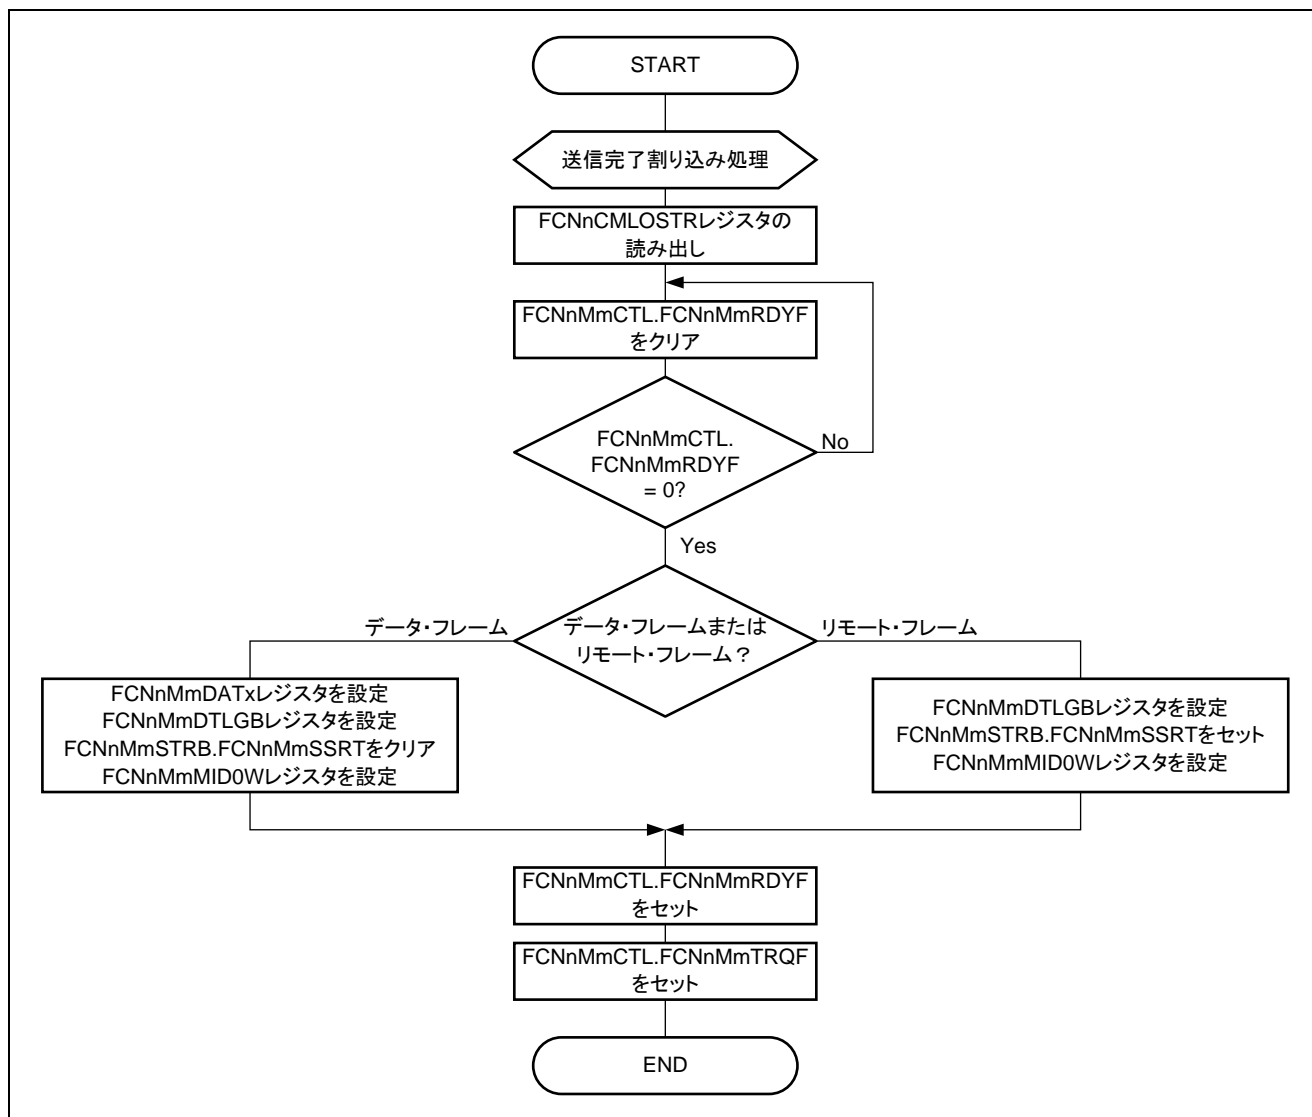 START
送信完了割り込み処理
FCNnCMLOSTRレジスタの
読み出し
FCNnMmCTL.FCNnMmRDYF
をクリア
FCNnMmCTL.
FCNnMmRDYF
= 0?
No
Yes
データ・フレームまたは
リモート・フレーム？
データ・フレーム
リモート・フレーム
FCNnMmDATxレジスタを設定
FCNnMmDTLGBレジスタを設定
FCNnMmSTRB.FCNnMmSSRTをクリア
FCNnMmMID0Wレジスタを設定
FCNnMmDTLGBレジスタを設定
FCNnMmSTRB.FCNnMmSSRTをセット
FCNnMmMID0Wレジスタを設定
FCNnMmCTL.FCNnMmRDYF
をセット
FCNnMmCTL.FCNnMmTRQF
をセット
END